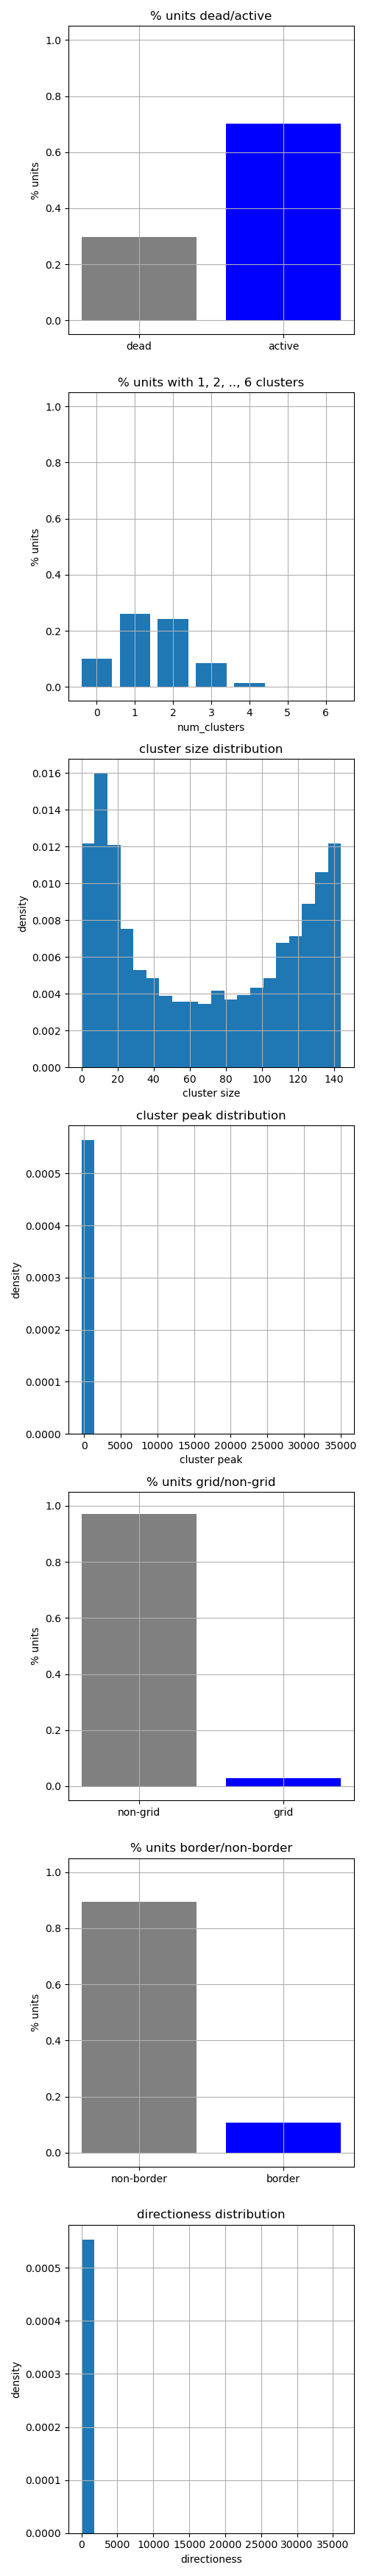 % units dead/active
1.0
0.8
0.6
0.4
0.2
0.0
% units
dead active
% units with 1, 2, .., 6 clusters
1.0
0.8
0.6
0.4
0.2
0.0
% units
0 1 2 3 4 5 6
num_clusters
cluster size distribution
0.016
0.014
0.012
0.010
0.008
0.006
0.004
0.002
0.000
density
0 20 40 60 80 100 120 140
cluster size
cluster peak distribution
0.0005
0.0004
0.0003
0.0002
0.0001
0.0000
density
0 5000 10000 15000 20000 25000 30000 35000
cluster peak
% units grid/non-grid
1.0
0.8
0.6
0.4
0.2
0.0
% units
non-grid grid
% units border/non-border
1.0
0.8
0.6
0.4
0.2
0.0
% units
non-border border
directioness distribution
0.0005
0.0004
0.0003
0.0002
0.0001
0.0000
density
0 5000 10000 15000 20000 25000 30000 35000
directioness